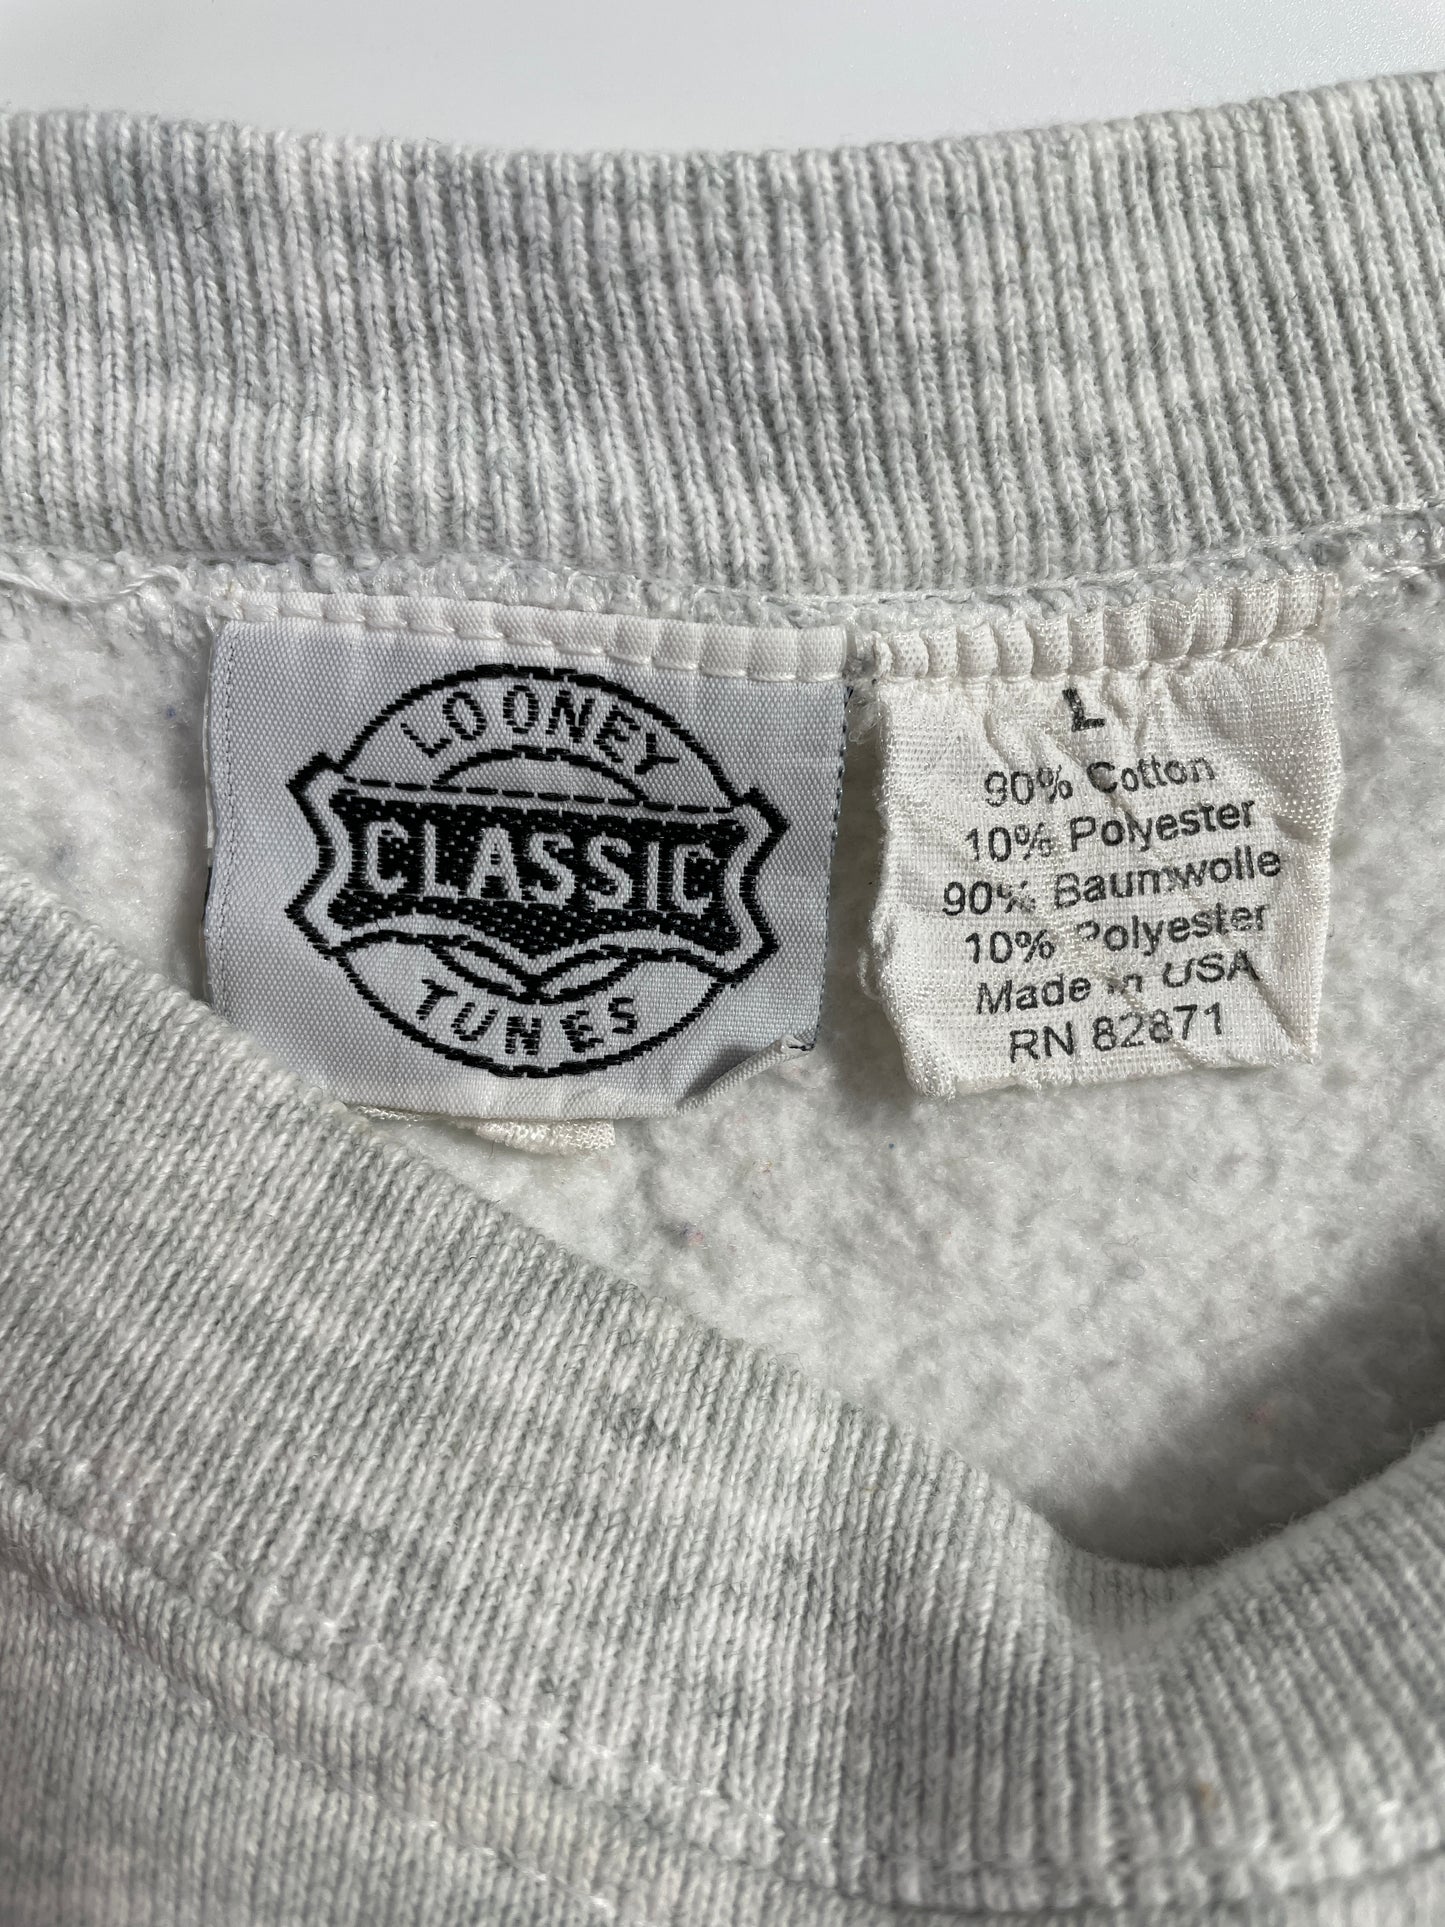 LOONEY
CLASSIC
TUNES
L
90% Cotton
10% Polyester
90% Baumwolle
10% Polyester
Made in USA
RN 82871